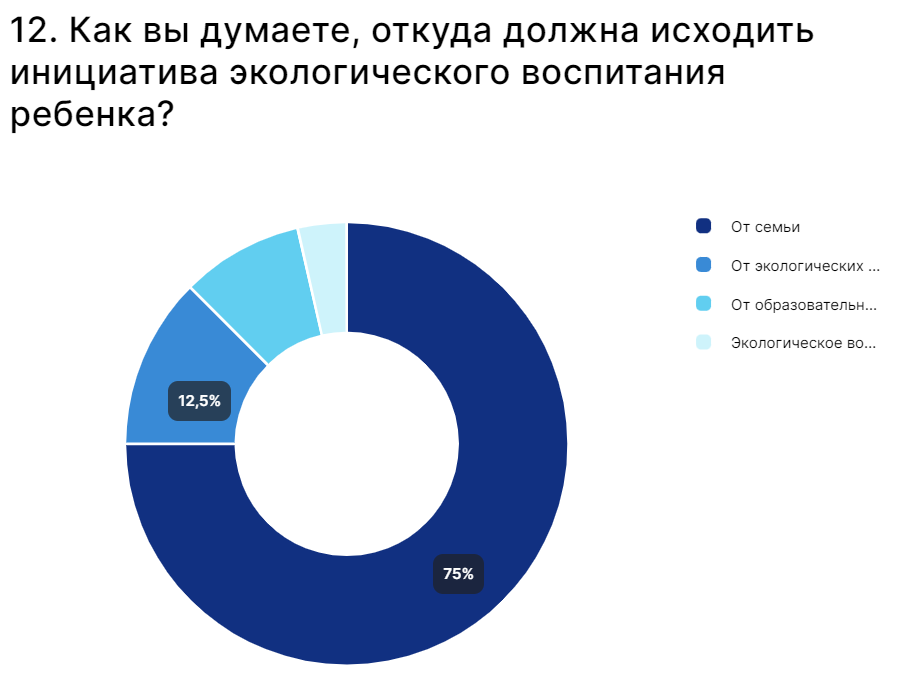 12. Как вы думаете, откуда должна исходить
инициатива экологического воспитания
ребенка?
От семьи
От экологических ...
От образовательн...
Экологическое во...
12,5%
75%